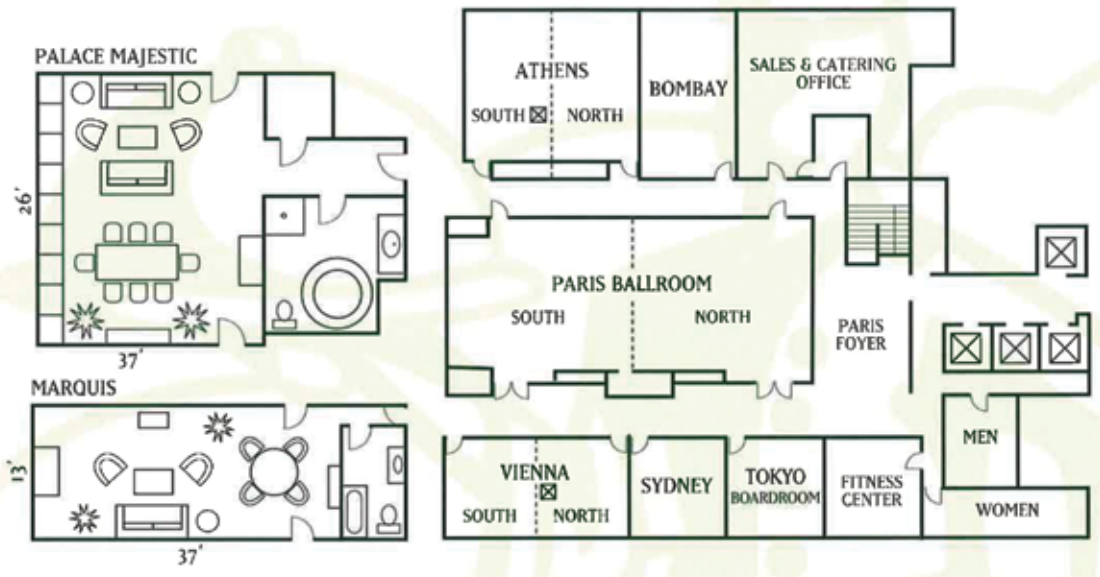 PALACE MAJESTIC
26'
37'
MARQUIS
13'
37'
ATHENS
SOUTH NORTH
BOMBAY
SALES & CATERING
OFFICE
PARIS BALLROOM
SOUTH NORTH
PARIS
FOYER
MEN
WOMEN
VIENNA
SOUTH NORTH
SYDNEY
TOKYO
BOARDROOM
FITNESS
CENTER